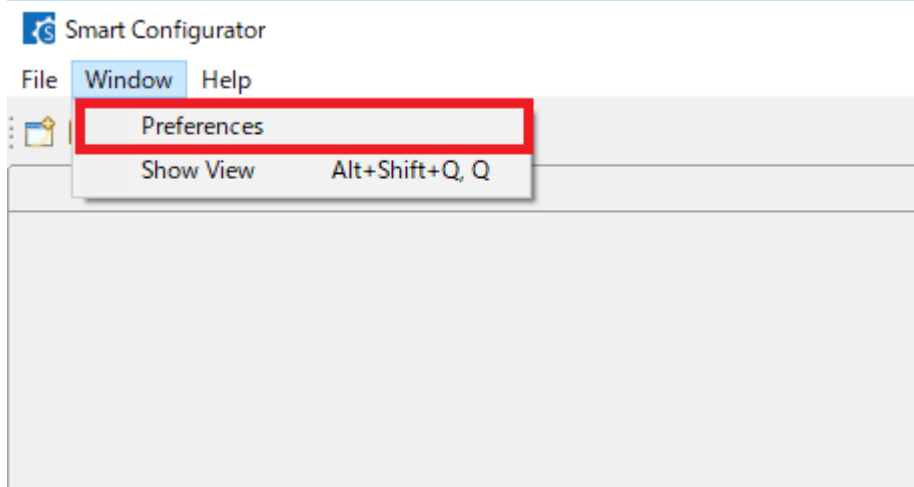 Smart Configurator
File Window Help
Preferences
Show View Alt+Shift+Q, Q